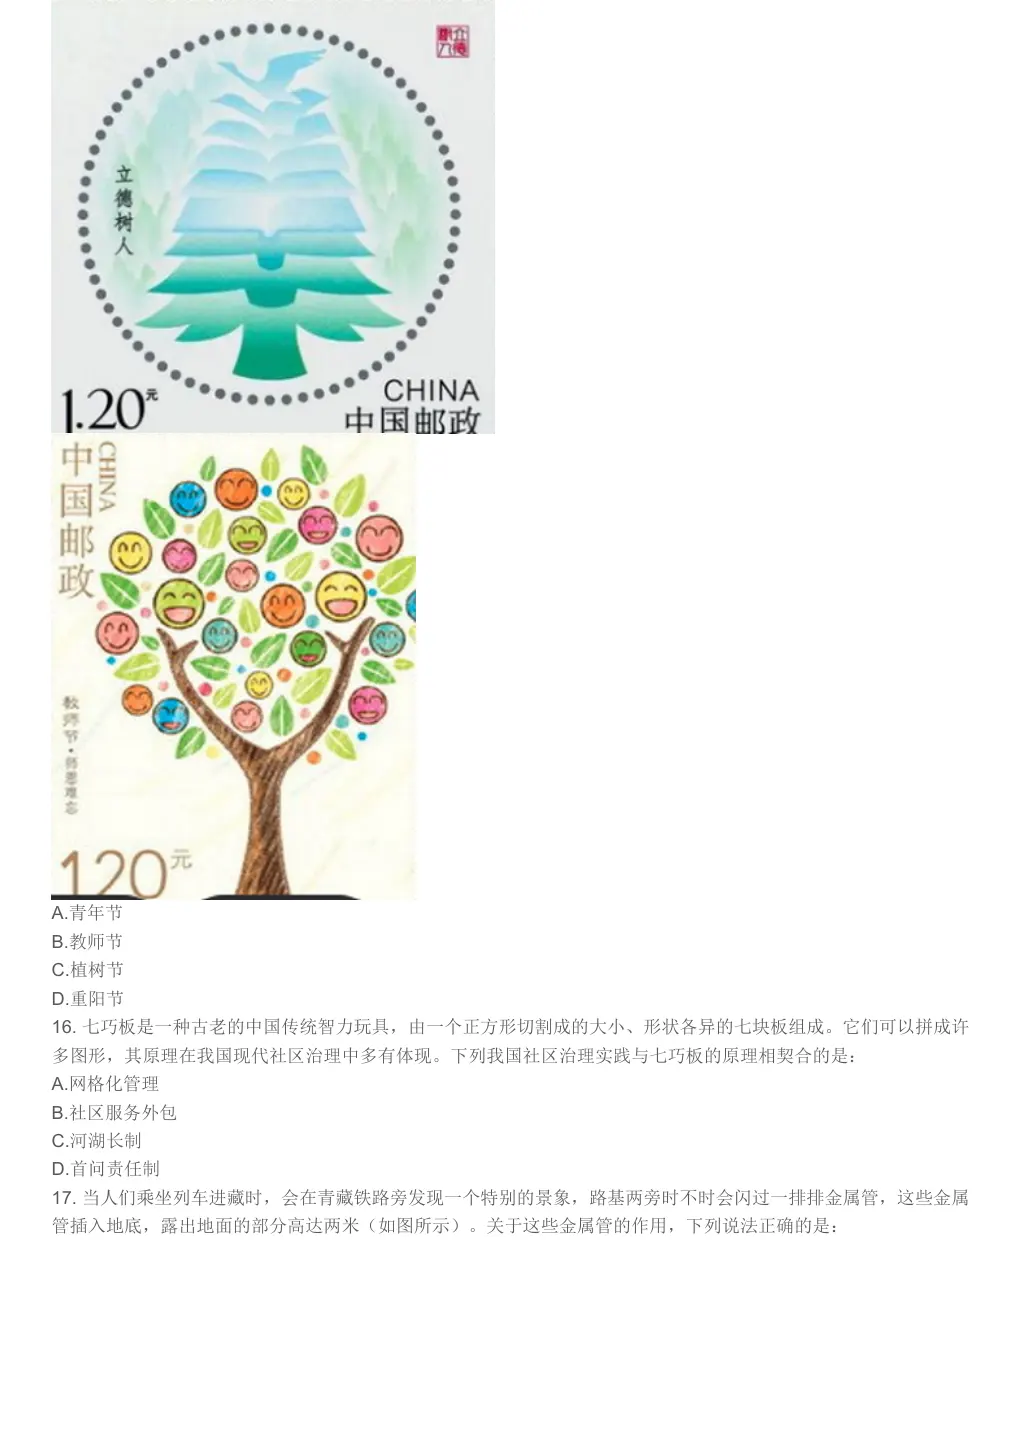 立德树人
立德树人
1.20元
CHINA
中国邮政
中国邮政
CHINA
教师节·师恩难忘
120元
A.青年节
B.教师节
C.植树节
D.重阳节
16. 七巧板是一种古老的中国传统智力玩具，由一个正方形切割成的大小、形状各异的七块板组成。它们可以拼成许
多图形，其原理在我国现代社区治理中多有体现。下列我国社区治理实践与七巧板的原理相契合的是：
A.网格化管理
B.社区服务外包
C.河湖长制
D.首问责任制
17. 当人们乘坐列车进藏时，会在青藏铁路旁发现一个特别的景象，路基两旁时不时会闪过一排排金属管，这些金属
管插入地底，露出地面的部分高达两米（如图所示）。关于这些金属管的作用，下列说法正确的是：